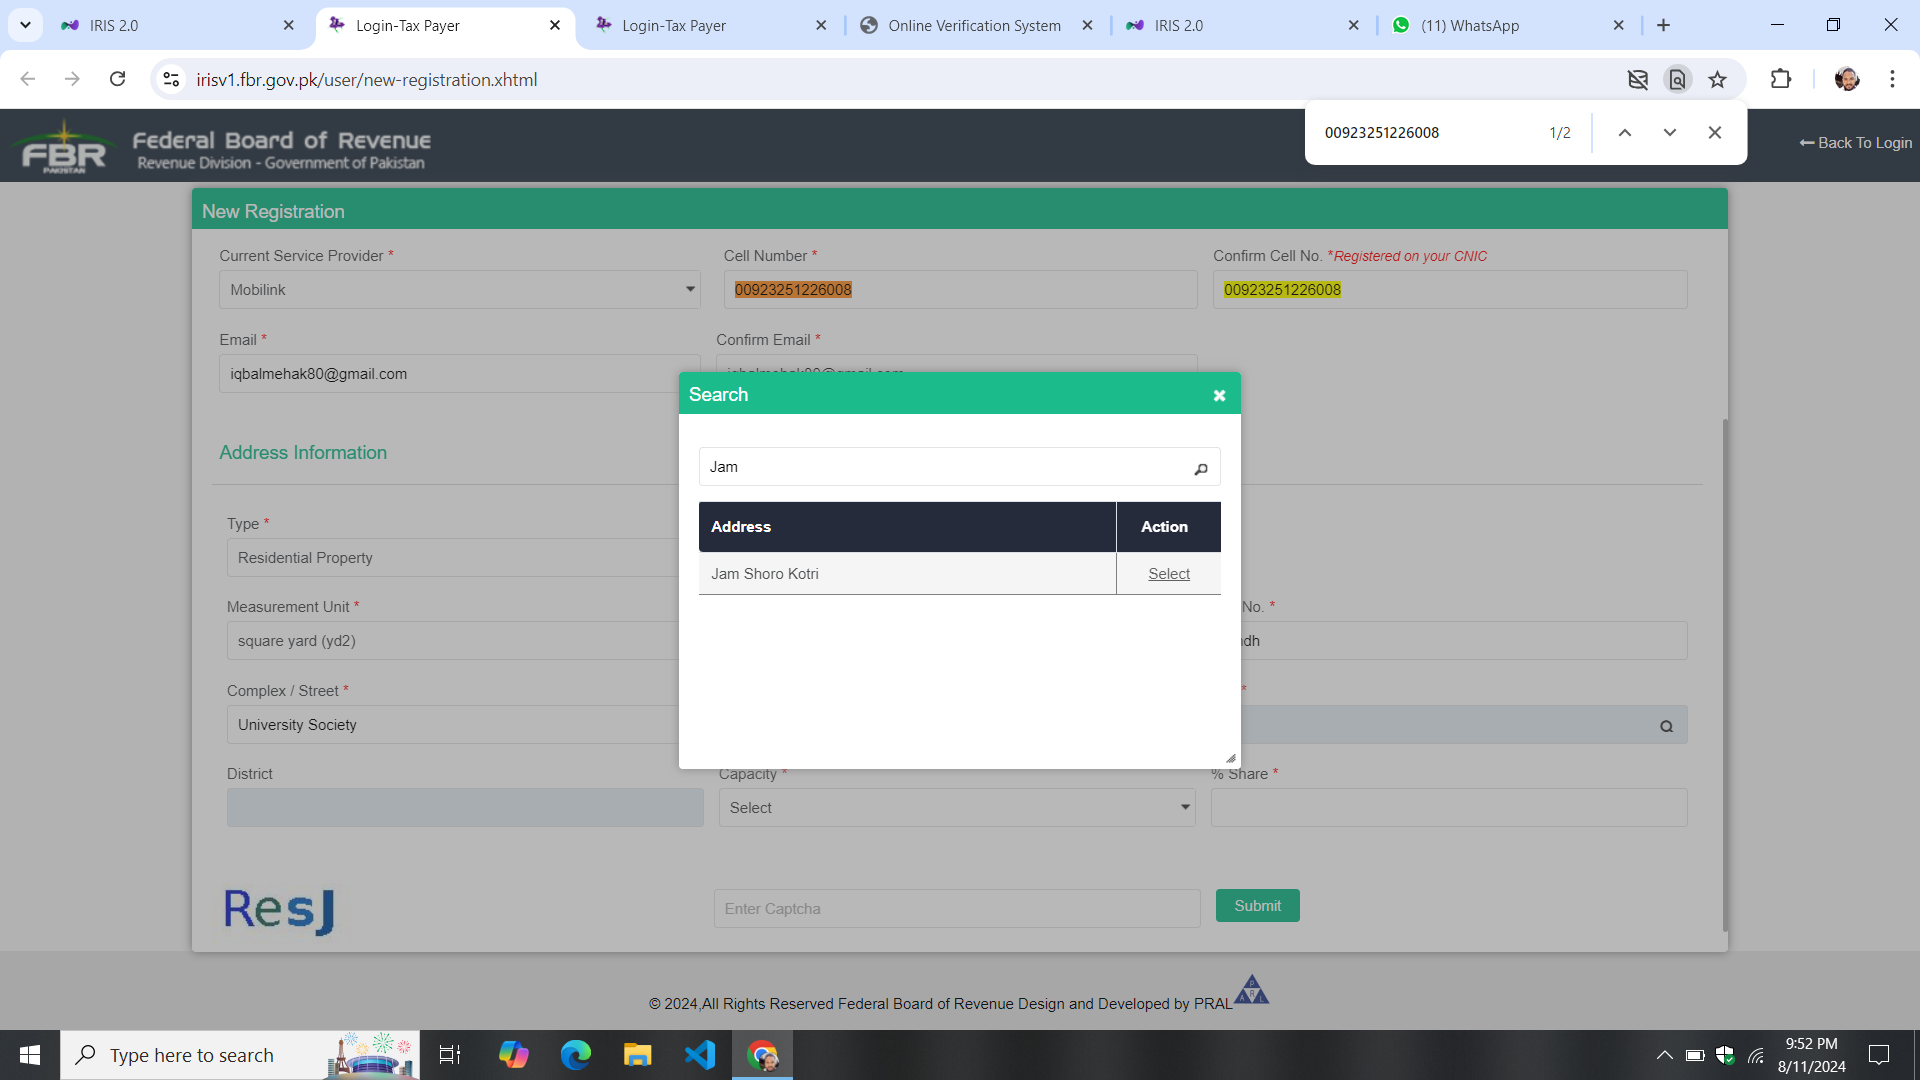 IRIS 2.0
Login-Tax Payer
Login-Tax Payer
Online Verification System
IRIS 2.0
(11) WhatsApp
irisv1.fbr.gov.pk/user/new-registration.xhtml
00923251226008 1/2
FBR
PAKISTAN
Federal Board of Revenue
Revenue Division - Government of Pakistan
Back To Login
New Registration
Current Service Provider * Cell Number * Confirm Cell No. *Registered on your CNIC
Mobilink 00923251226008 00923251226008
Email * Confirm Email *
iqbalmehak80@gmail.com iqbalmehak80@gmail.com
Search
Address Information
Jam
Type *
Address Action
Residential Property
Jam Shoro Kotri Select
Measurement Unit * No. *
square yard (yd2) dh
Complex / Street * *
University Society
District Capacity * % Share *
Select
ResJ
Enter Captcha
Submit
© 2024,All Rights Reserved Federal Board of Revenue Design and Developed by PRAL
PRAL
Type here to search
9:52 PM
8/11/2024